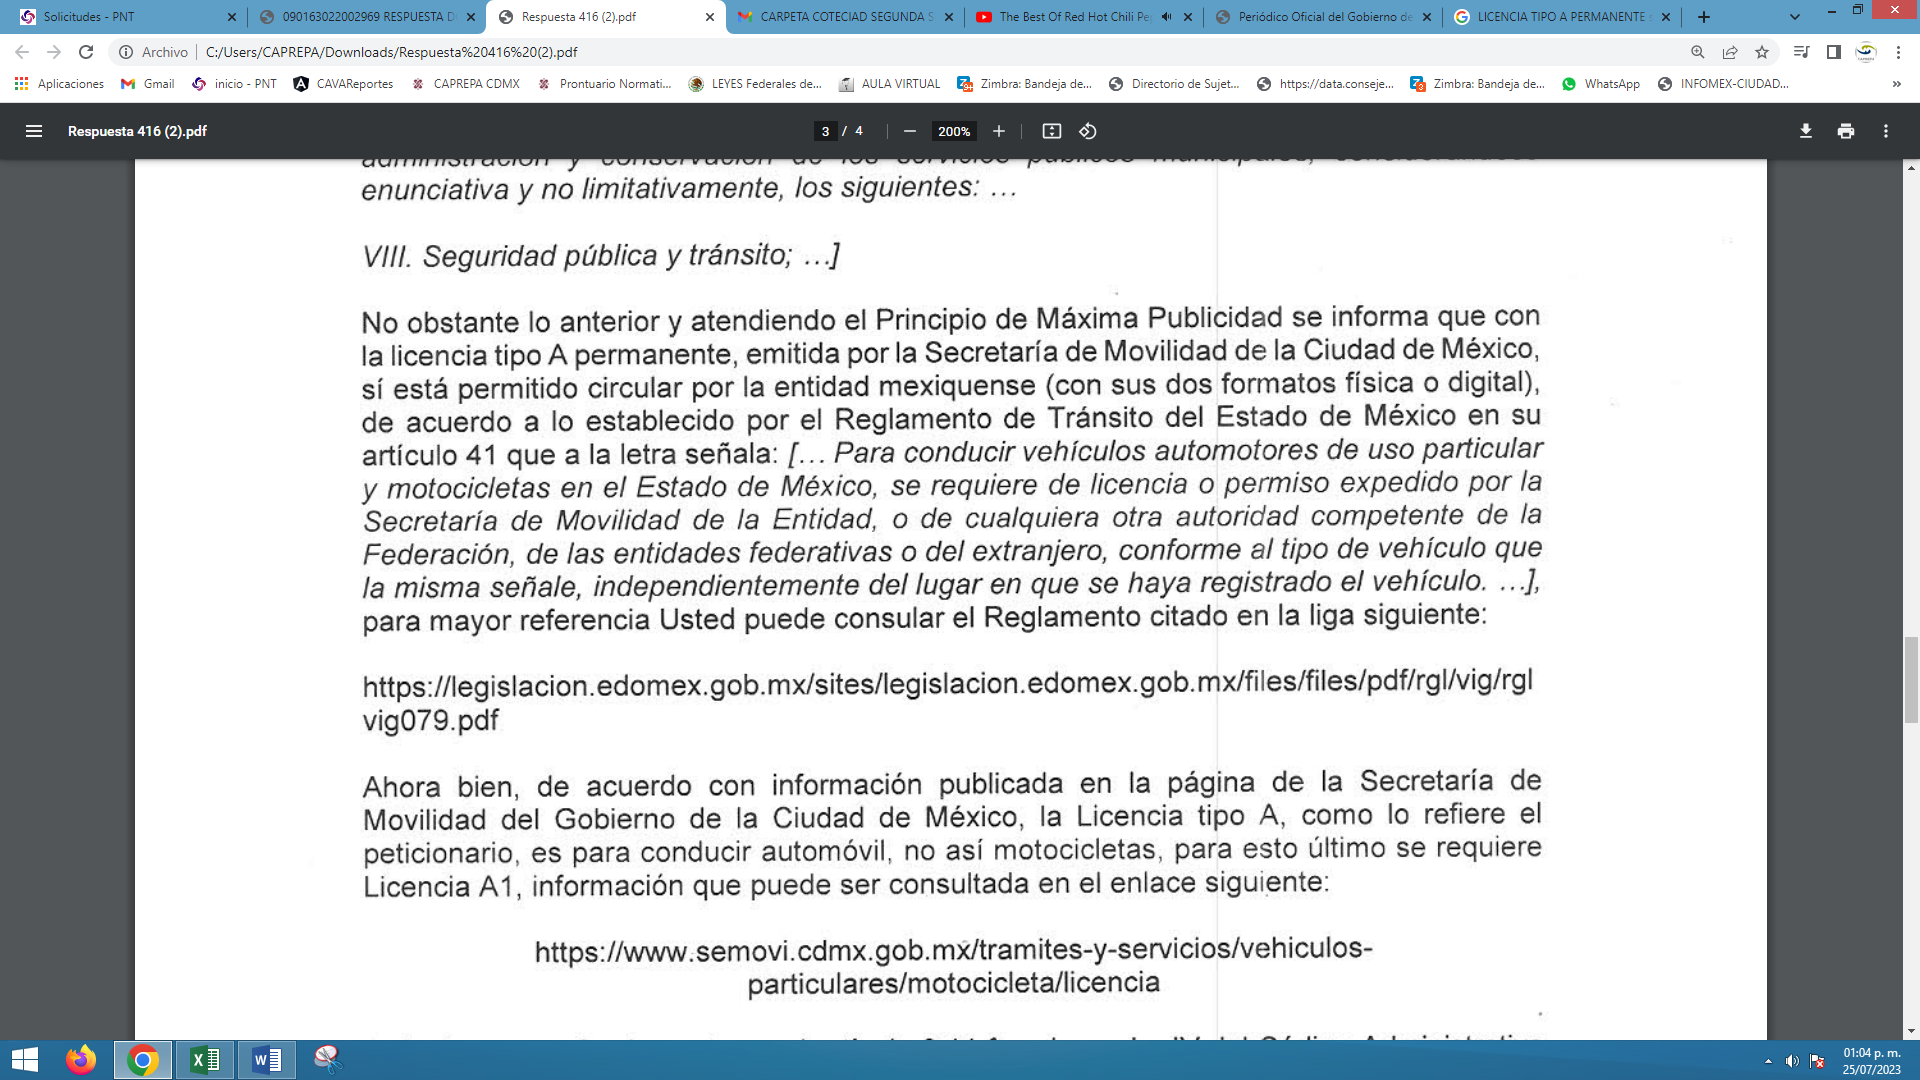 Solicitudes - PNT
090163022002969 RESPUESTA D
Respuesta 416 (2).pdf
CARPETA COTECIAD SEGUNDA S
The Best Of Red Hot Chili Pe
Periódico Oficial del Gobierno de
LICENCIA TIPO A PERMANENTE
Archivo
C:/Users/CAPREPA/Downloads/Respuesta%20416%20(2).pdf
Aplicaciones
Gmail
inicio - PNT
CAVAReportes
CAPREPA CDMX
Prontuario Normati...
LEYES Federales de...
AULA VIRTUAL
Zimbra: Bandeja de...
Directorio de Sujet...
https://data.conseje...
Zimbra: Bandeja de...
WhatsApp
INFOMEX-CIUDAD...
Respuesta 416 (2).pdf
3 / 4
200%
administración y conservación de los servicios públicos municipales, considerándose
enunciativa y no limitativamente, los siguientes: ...
VIII. Seguridad pública y tránsito; ...]
No obstante lo anterior y atendiendo el Principio de Máxima Publicidad se informa que con
la licencia tipo A permanente, emitida por la Secretaría de Movilidad de la Ciudad de México,
sí está permitido circular por la entidad mexiquense (con sus dos formatos física o digital),
de acuerdo a lo establecido por el Reglamento de Tránsito del Estado de México en su
artículo 41 que a la letra señala: [... Para conducir vehículos automotores de uso particular
y motocicletas en el Estado de México, se requiere de licencia o permiso expedido por la
Secretaría de Movilidad de la Entidad, o de cualquiera otra autoridad competente de la
Federación, de las entidades federativas o del extranjero, conforme al tipo de vehículo que
la misma señale, independientemente del lugar en que se haya registrado el vehículo. ...],
para mayor referencia Usted puede consular el Reglamento citado en la liga siguiente:
https://legislacion.edomex.gob.mx/sites/legislacion.edomex.gob.mx/files/files/pdf/rgl/vig/rgl
vig079.pdf
Ahora bien, de acuerdo con información publicada en la página de la Secretaría de
Movilidad del Gobierno de la Ciudad de México, la Licencia tipo A, como lo refiere el
peticionario, es para conducir automóvil, no así motocicletas, para esto último se requiere
Licencia A1, información que puede ser consultada en el enlace siguiente:
https://www.semovi.cdmx.gob.mx/tramites-y-servicios/vehiculos-
particulares/motocicleta/licencia
01:04 p. m.
25/07/2023